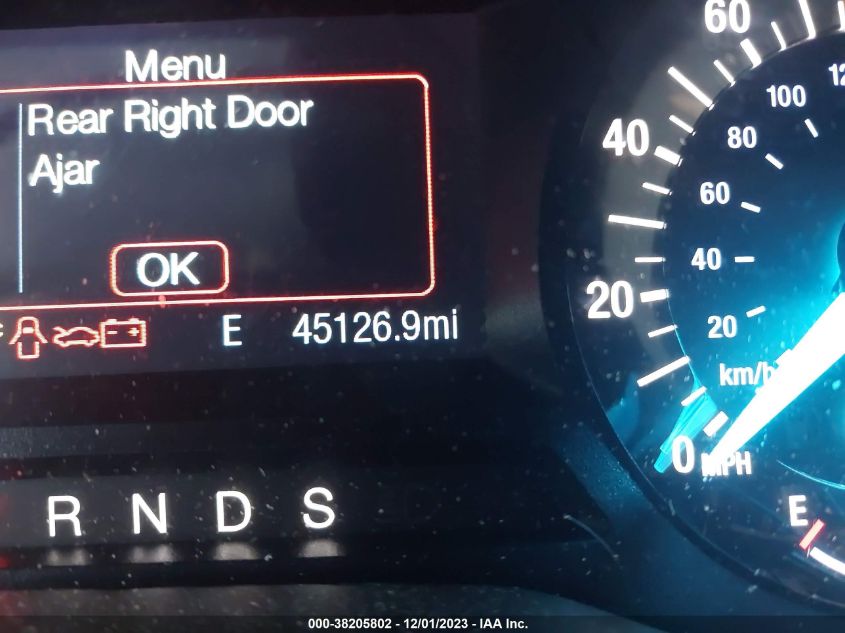 Menu
Rear Right Door
Ajar
OK
E 45126.9mi
R N D S
60
40
20
0 MPH
100
80
60
40
20
km/h
E
000-38205802 - 12/01/2023 - IAA Inc.